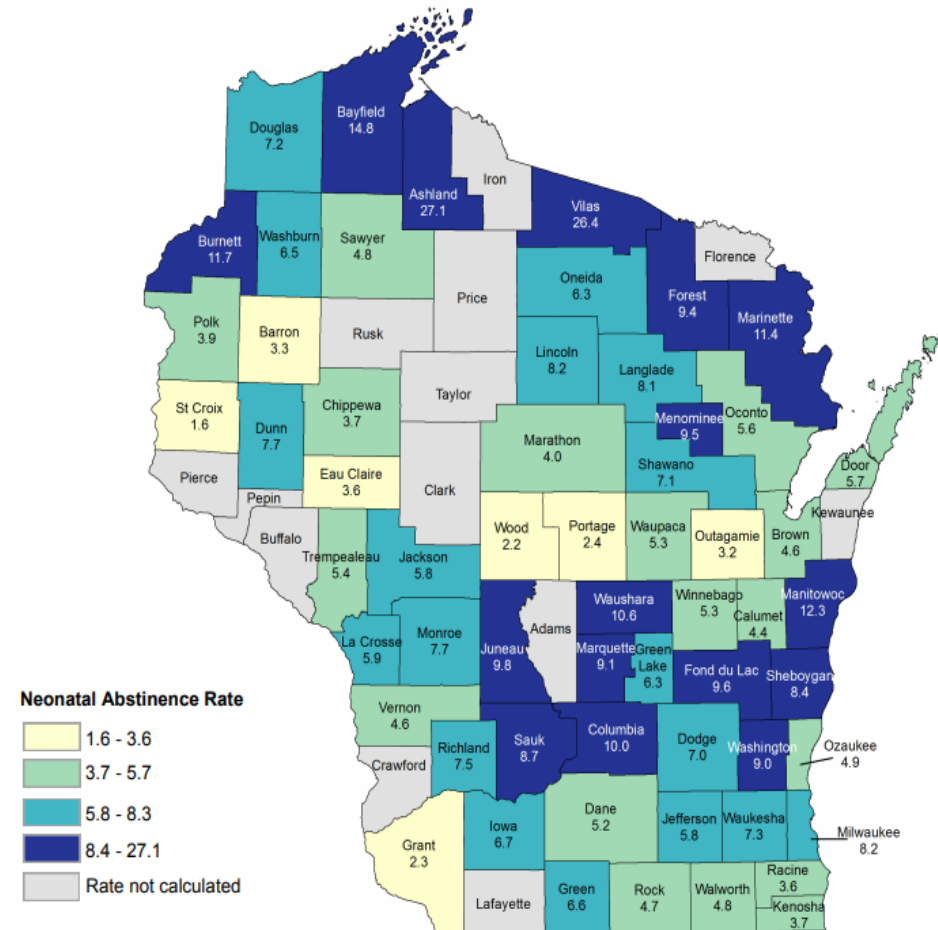 Bayfield
14.8
Douglas
7.2
Iron
Ashland
27.1
Vilas
26.4
Burnett
11.7
Washburn
6.5
Sawyer
4.8
Florence
Oneida
6.3
Price
Forest
9.4
Marinette
11.4
Polk
3.9
Barron
3.3
Rusk
Lincoln
8.2
Langlade
8.1
Taylor
St Croix
1.6
Dunn
7.7
Chippewa
3.7
Menominee
9.5
Oconto
5.6
Marathon
4.0
Shawano
7.1
Door
5.7
Pierce
Eau Claire
3.6
Clark
Pepin
Kewaunee
Buffalo
Wood
2.2
Portage
2.4
Waupaca
5.3
Outagamie
3.2
Brown
4.6
Trempealeau
5.4
Jackson
5.8
Waushara
10.6
Winnebago
5.3
Calumet
4.4
Manitowoc
12.3
La Crosse
5.9
Monroe
7.7
Juneau
9.8
Adams
Marquette
9.1
Green
Lake
6.3
Fond du Lac
9.6
Sheboygan
8.4
Neonatal Abstinence Rate
1.6 - 3.6
3.7 - 5.7
5.8 - 8.3
8.4 - 27.1
Rate not calculated
Vernon
4.6
Richland
7.5
Sauk
8.7
Columbia
10.0
Dodge
7.0
Washington
9.0
Ozaukee
4.9
Crawford
Grant
2.3
Iowa
6.7
Dane
5.2
Jefferson
5.8
Waukesha
7.3
Milwaukee
8.2
Lafayette
Green
6.6
Rock
4.7
Walworth
4.8
Racine
3.6
Kenosha
3.7